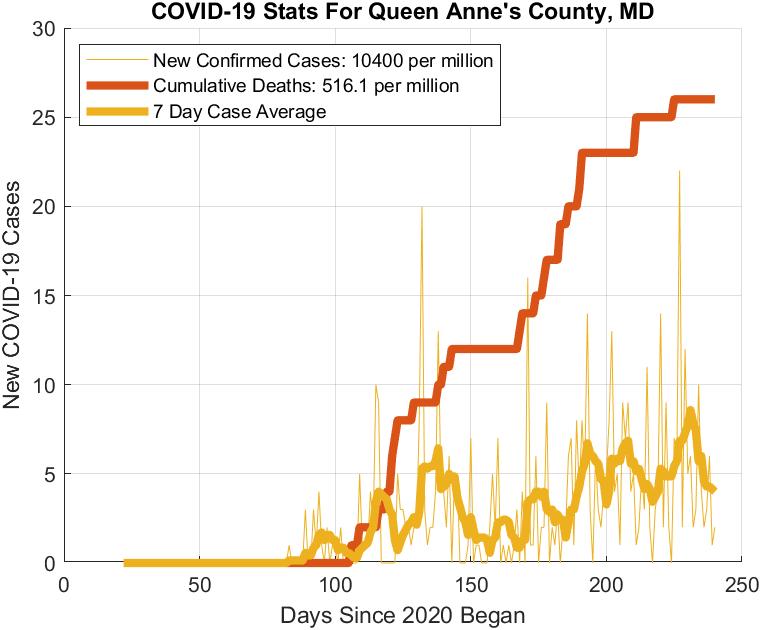 COVID-19 Stats For Queen Anne's County, MD
New Confirmed Cases: 10400 per million
Cumulative Deaths: 516.1 per million
7 Day Case Average
New COVID-19 Cases
30
25
20
15
10
5
0
0 50 100 150 200 250
Days Since 2020 Began